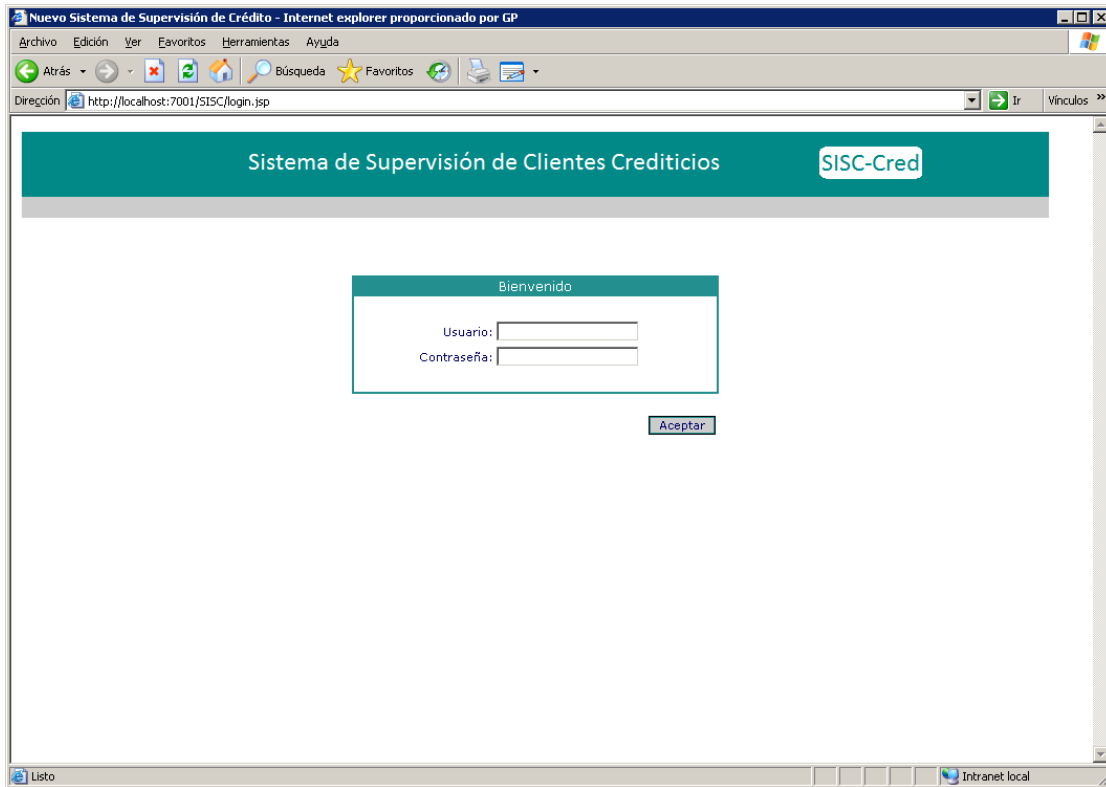 Nuevo Sistema de Supervisión de Crédito - Internet explorer proporcionado por GP
Archivo Edición Ver Favoritos Herramientas Ayuda
Atrás Búsqueda Favoritos
Dirección http://localhost:7001/SISC/login.jsp Ir Vínculos »
Sistema de Supervisión de Clientes Crediticios SISC-Cred
Bienvenido
Usuario:
Contraseña:
Aceptar
Listo Intranet local